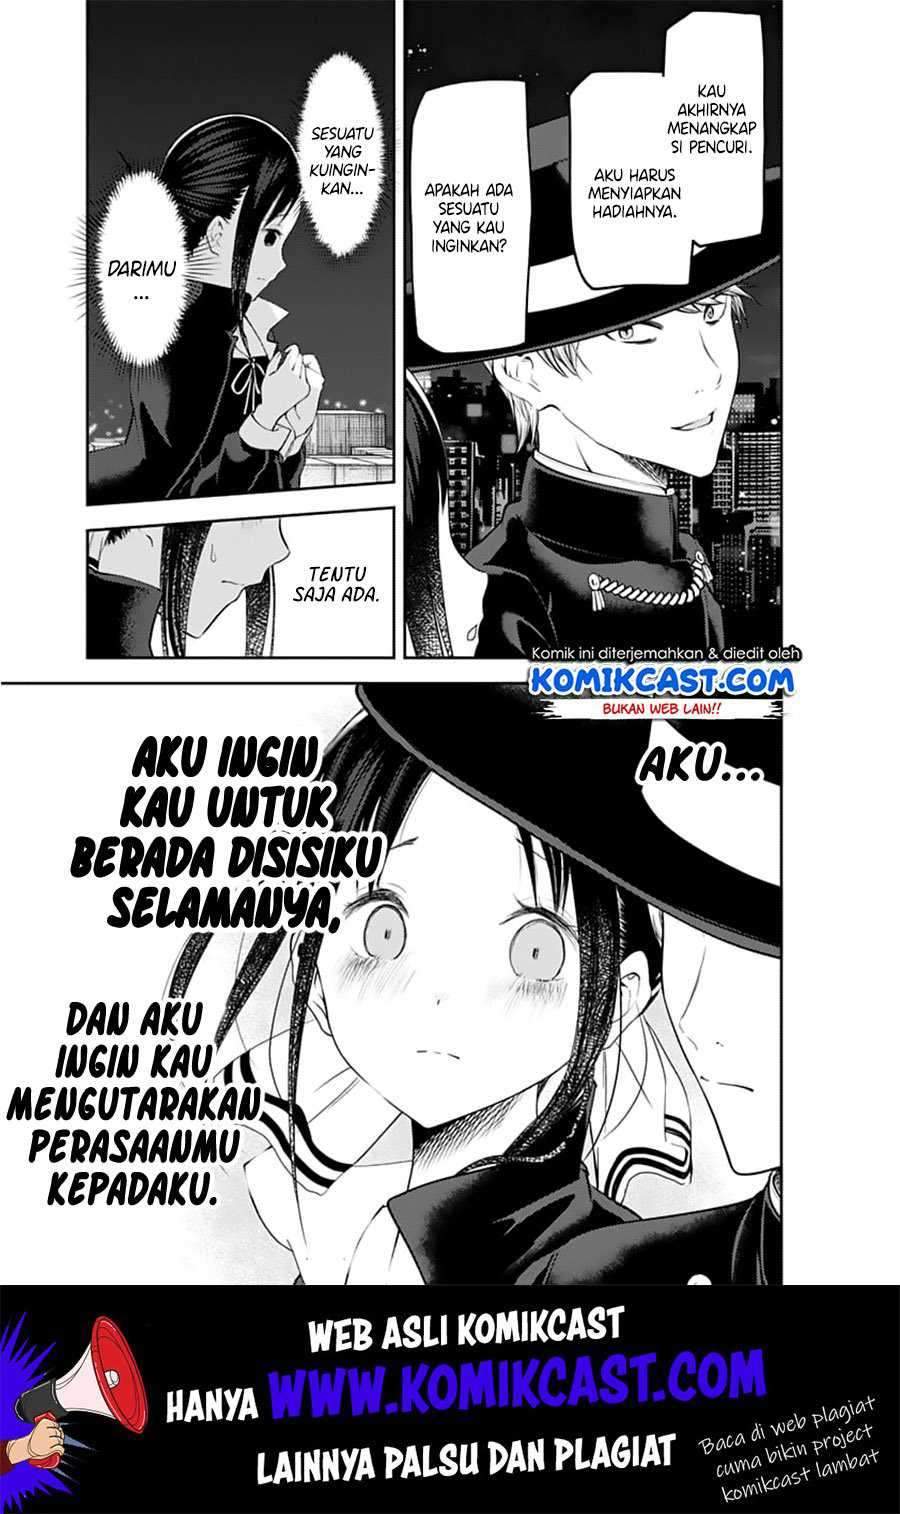 KAU
AKHIRNYA
MENANGKAP
SI PENCURI.
AKU HARUS
MENYIAPKAN
HADIAHNYA.
APAKAH ADA
SESUATU
YANG KAU
INGINKAN?
SESUATU
YANG
KUINGIN-
KAN...
DARIMU
...
TENTU
SAJA ADA.
Komik ini diterjemahkan & diedit oleh
KOMIKCAST.COM
BUKAN WEB LAIN!!
AKU...
AKU INGIN
KAU UNTUK
BERADA DISISIKU
SELAMANYA,
DAN AKU
INGIN KAU
MENGUTARAKAN
PERASAANMU
KEPADAKU.
WEB ASLI KOMIKCAST
HANYA WWW.KOMIKCAST.COM
LAINNYA PALSU DAN PLAGIAT
Baca di web plagiat
cuma bikin project
komikcast lambat